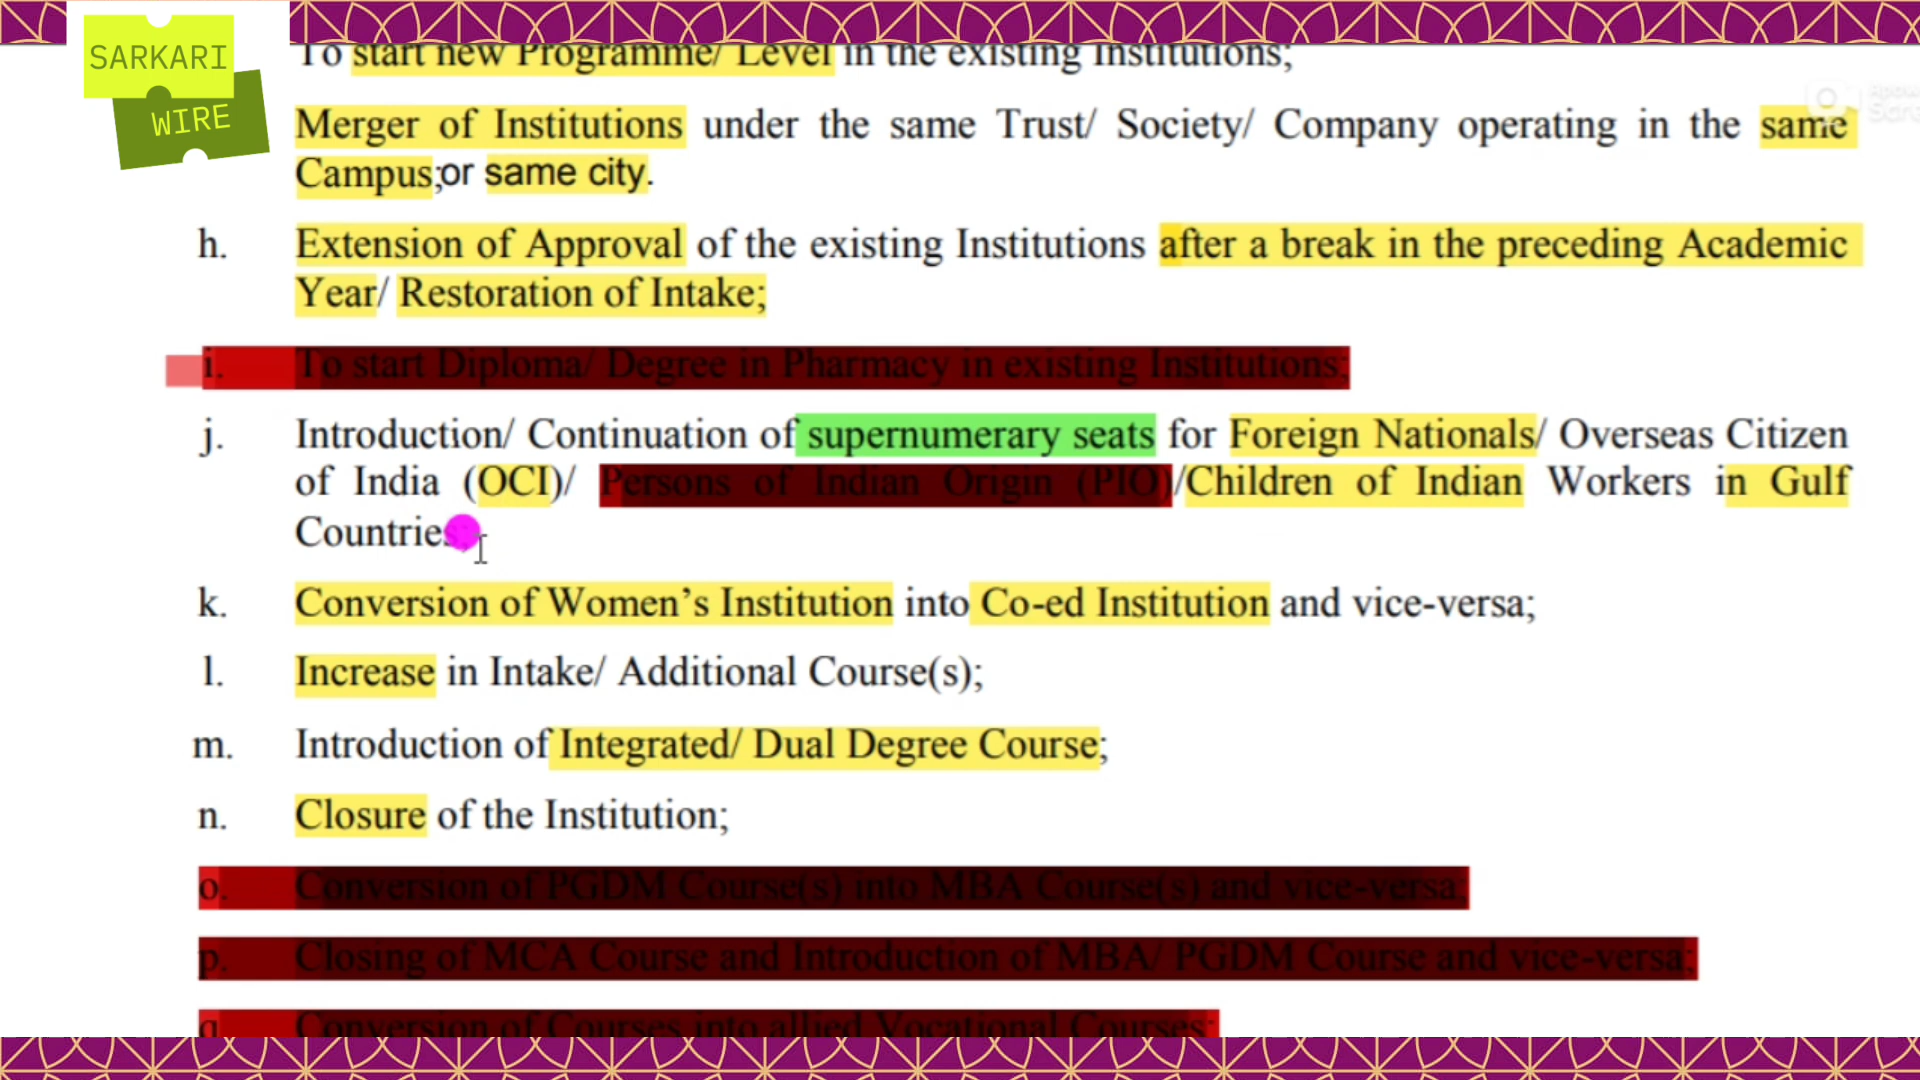 SARKARI
WIRE
To start new Programme/ Level in the existing Institutions;
Merger of Institutions under the same Trust/ Society/ Company operating in the same
Campus;or same city.
h. Extension of Approval of the existing Institutions after a break in the preceding Academic
Year/ Restoration of Intake;
i. To start Diploma/ Degree in Pharmacy in existing Institutions;
j. Introduction/ Continuation of supernumerary seats for Foreign Nationals/ Overseas Citizen
of India (OCI)/ Persons of Indian Origin (PIO)/Children of Indian Workers in Gulf
Countries;
k. Conversion of Women’s Institution into Co-ed Institution and vice-versa;
l. Increase in Intake/ Additional Course(s);
m. Introduction of Integrated/ Dual Degree Course;
n. Closure of the Institution;
o. Conversion of PGDM Course(s) into MBA Course(s) and vice-versa;
p. Closing of MCA Course and Introduction of MBA/ PGDM Course and vice-versa;
q. Conversion of Courses into allied Vocational Courses;